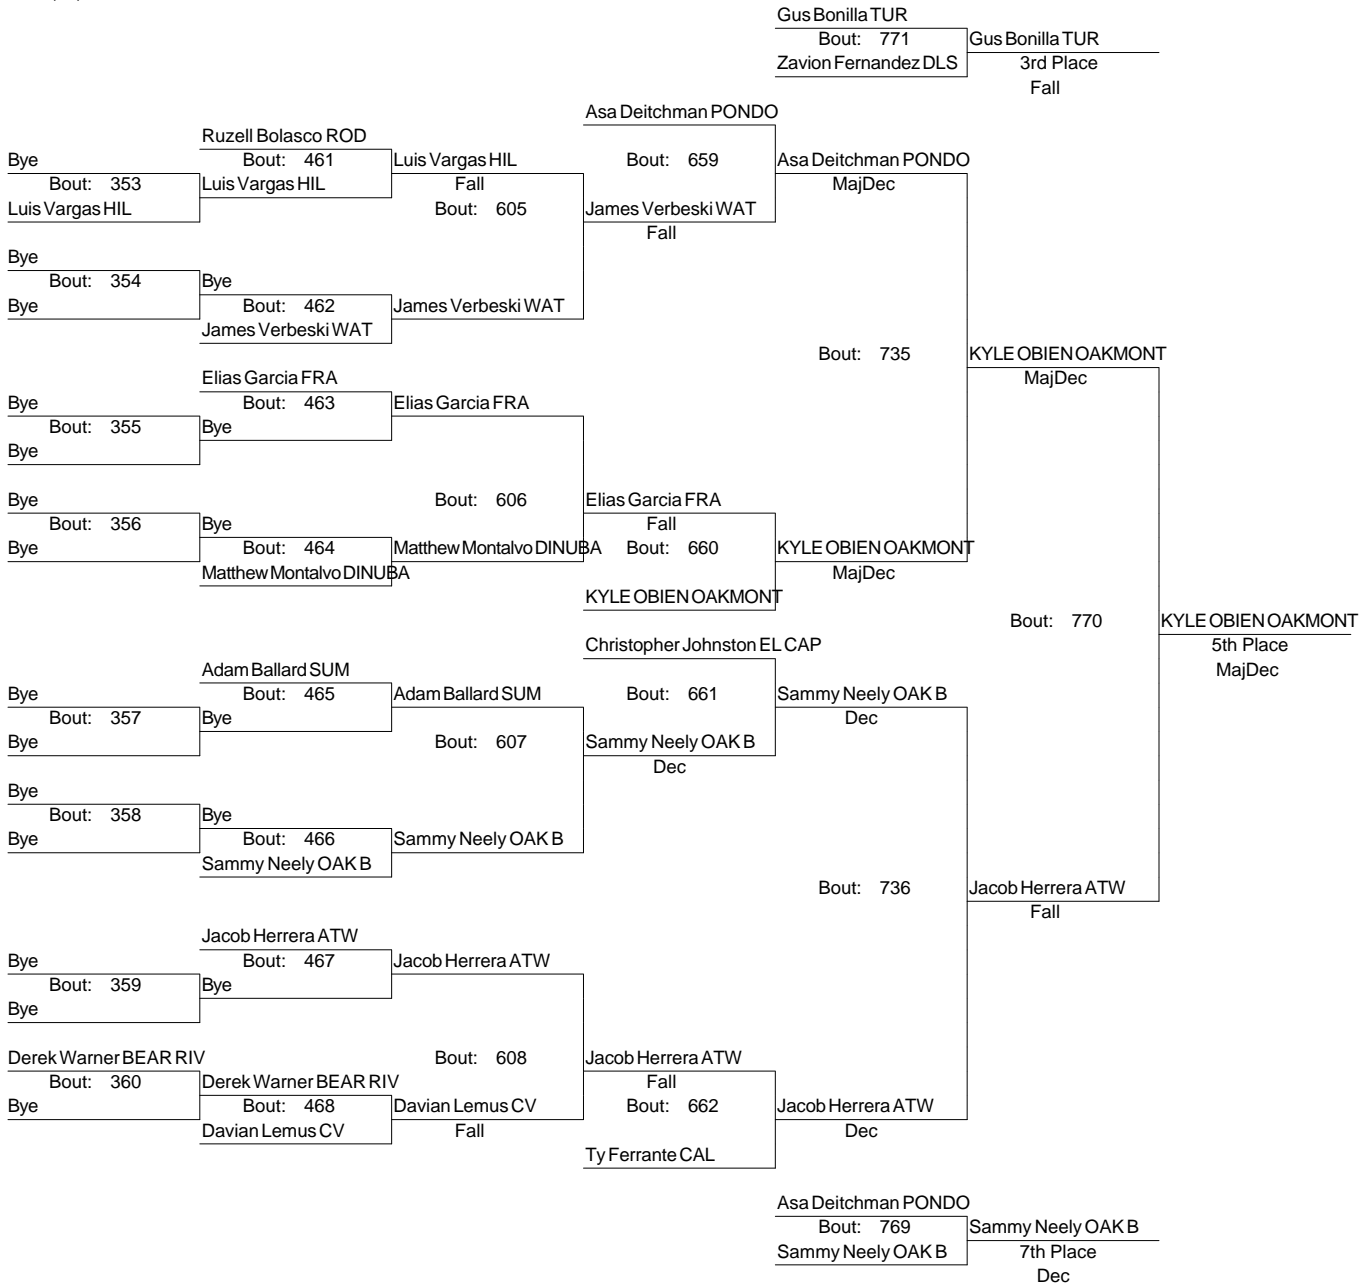 Gus Bonilla TUR
Bout: 771
Gus Bonilla TUR
Zavion Fernandez DLS
3rd Place
Fall
Asa Deitchman PONDO
Ruzell Bolasco ROD
Bye
Bout: 461
Luis Vargas HIL
Bout: 659
Asa Deitchman PONDO
Bout: 353
Luis Vargas HIL
Fall
MajDec
Luis Vargas HIL
Bout: 605
James Verbeski WAT
Fall
Bye
Bout: 354
Bye
Bye
Bout: 462
James Verbeski WAT
James Verbeski WAT
Bout: 735
KYLE OBIEN OAKMONT
Elias Garcia FRA
MajDec
Bye
Bout: 463
Elias Garcia FRA
Bout: 355
Bye
Bye
Bye
Bout: 606
Elias Garcia FRA
Bout: 356
Bye
Fall
Bye
Bout: 464
Matthew Montalvo DINUBA
Bout: 660
KYLE OBIEN OAKMONT
Matthew Montalvo DINUBA
MajDec
KYLE OBIEN OAKMONT
Bout: 770
KYLE OBIEN OAKMONT
Christopher Johnston EL CAP
5th Place
Adam Ballard SUM
MajDec
Bye
Bout: 465
Adam Ballard SUM
Bout: 661
Sammy Neely OAK B
Bout: 357
Bye
Dec
Bye
Bout: 607
Sammy Neely OAK B
Dec
Bye
Bout: 358
Bye
Bye
Bout: 466
Sammy Neely OAK B
Sammy Neely OAK B
Bout: 736
Jacob Herrera ATW
Fall
Jacob Herrera ATW
Bye
Bout: 467
Jacob Herrera ATW
Bout: 359
Bye
Bye
Derek Warner BEAR RIV
Bout: 608
Jacob Herrera ATW
Bout: 360
Derek Warner BEAR RIV
Fall
Bye
Bout: 468
Davian Lemus CV
Bout: 662
Jacob Herrera ATW
Davian Lemus CV
Fall
Dec
Ty Ferrante CAL
Asa Deitchman PONDO
Bout: 769
Sammy Neely OAK B
Sammy Neely OAK B
7th Place
Dec